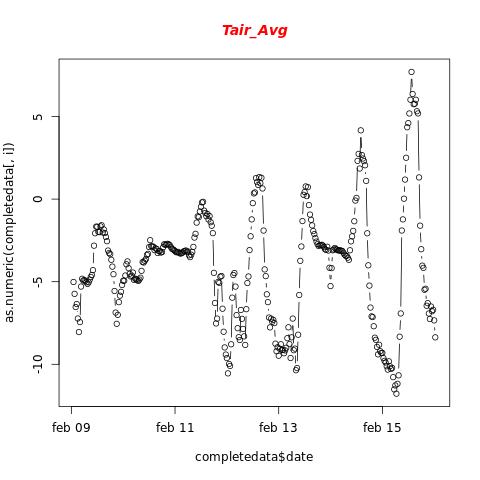 Tair_Avg
as.numeric(completedata[, i])
5
0
-5
-10
feb 09
feb 11
feb 13
feb 15
completedata$date